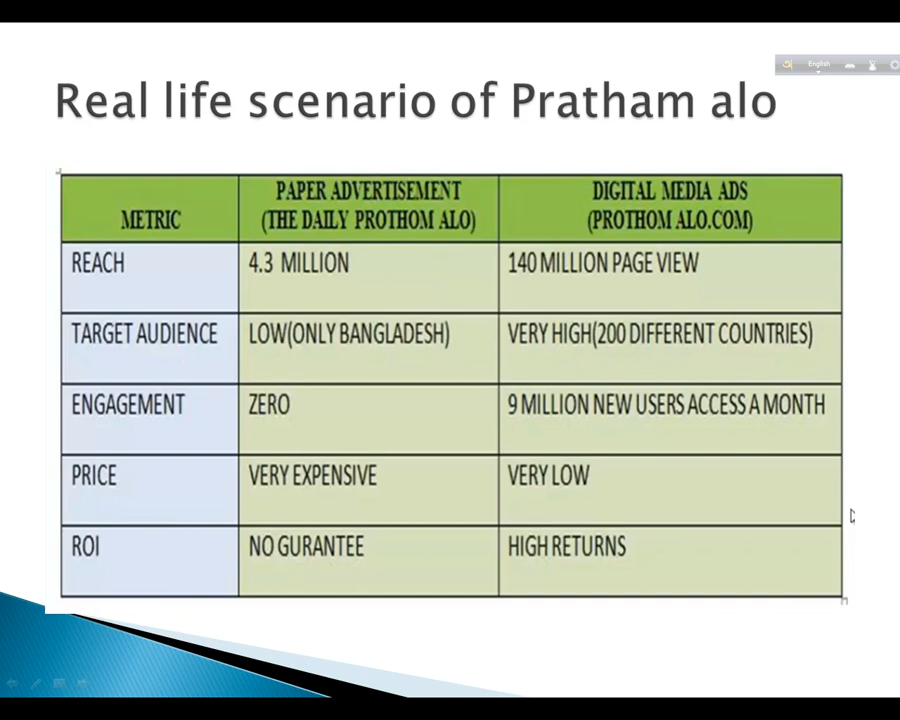 English
Real life scenario of Pratham alo
METRIC
PAPER ADVERTISEMENT
(THE DAILY PROTHOM ALO)
DIGITAL MEDIA ADS
(PROTHOM ALO.COM)
REACH
4.3 MILLION
140 MILLION PAGE VIEW
TARGET AUDIENCE
LOW(ONLY BANGLADESH)
VERY HIGH(200 DIFFERENT COUNTRIES)
ENGAGEMENT
ZERO
9 MILLION NEW USERS ACCESS A MONTH
PRICE
VERY EXPENSIVE
VERY LOW
ROI
NO GURANTEE
HIGH RETURNS